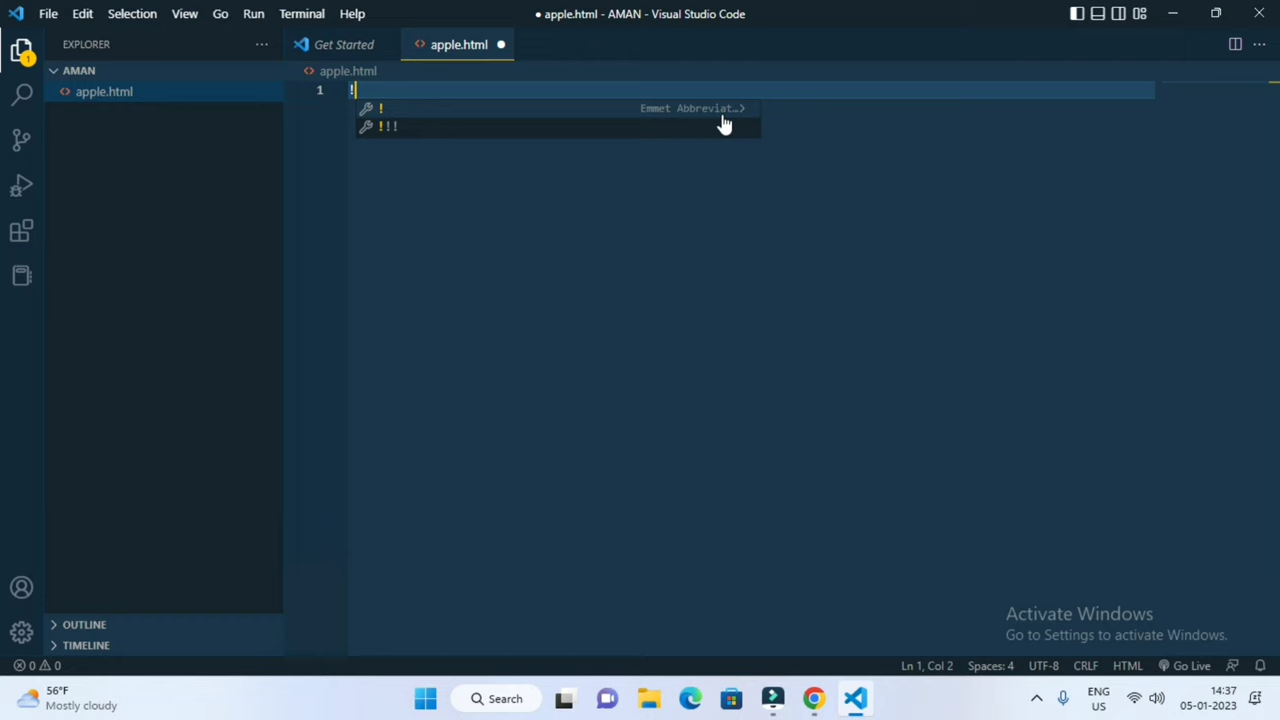 File Edit Selection View Go Run Terminal Help
● apple.html - AMAN - Visual Studio Code
EXPLORER ...
Get Started
<> apple.html ●
AMAN
<> apple.html
<> apple.html
1 !
! Emmet Abbreviat…>
!!!
1
OUTLINE
TIMELINE
Activate Windows
Go to Settings to activate Windows.
0 0
Ln 1, Col 2 Spaces: 4 UTF-8 CRLF HTML Go Live
56°F
Mostly cloudy
Search
ENG
US
14:37
05-01-2023